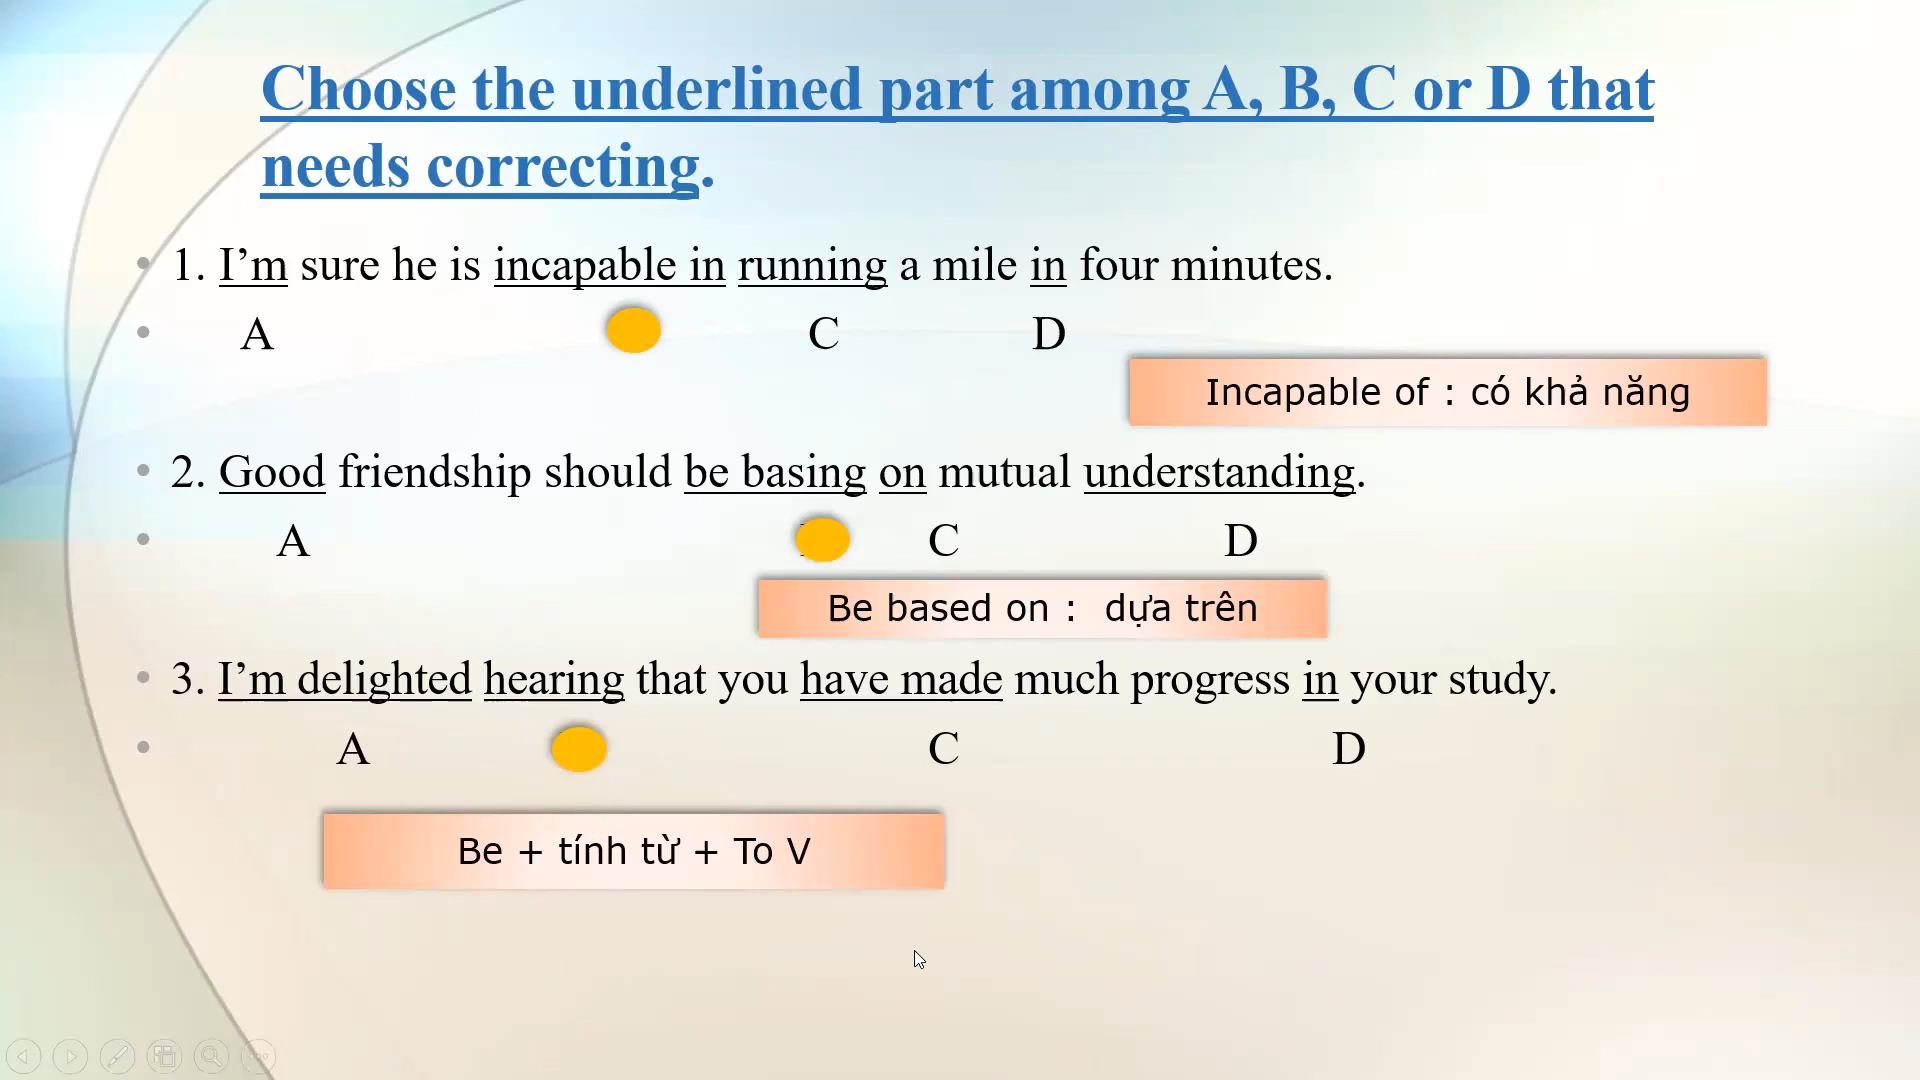 Choose the underlined part among A, B, C or D that
needs correcting.
1. I’m sure he is incapable in running a mile in four minutes.
A C D
Incapable of : có khả năng
2. Good friendship should be basing on mutual understanding.
A C D
Be based on : dựa trên
3. I’m delighted hearing that you have made much progress in your study.
A C D
Be + tính từ + To V